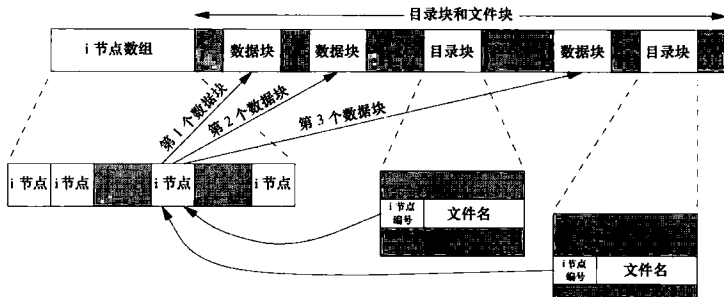 目录块和文件块
i 节点数组
数据块
数据块
目录块
数据块
目录块
第 1 个数据块
第 2 个数据块
第 3 个数据块
i 节点
i 节点
i 节点
i 节点
i 节点
编号
文件名
i 节点
编号
文件名